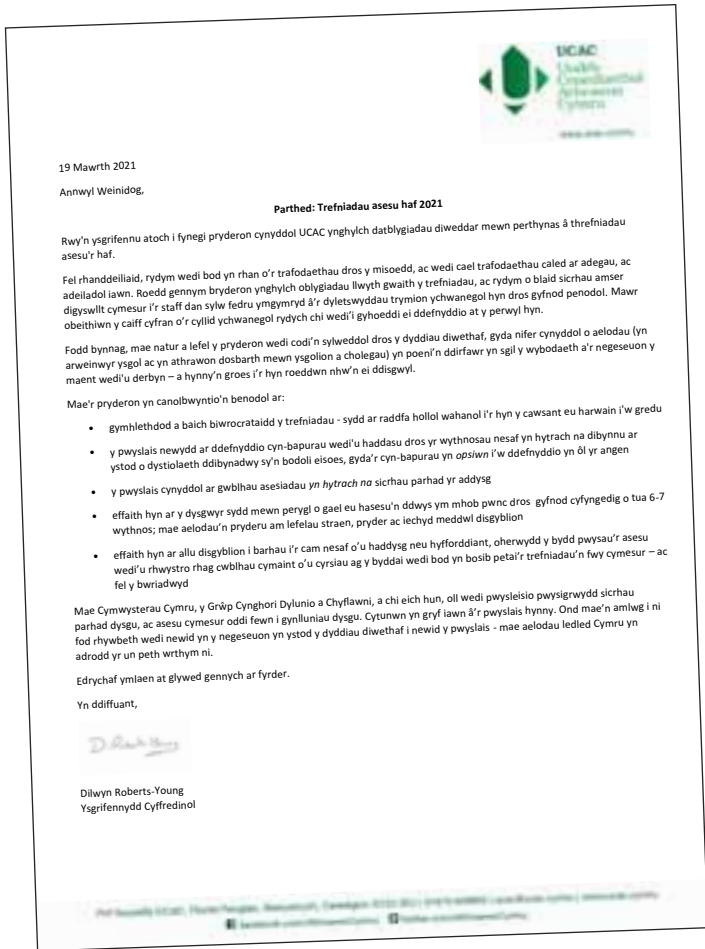 UCAC
Undeb
Cenedlaethol
Athrawon
Cymru
19 Mawrth 2021
Annwyl Weinidog,
Parthed: Trefniadau asesu haf 2021
Rwy'n ysgrifennu atoch i fynegi pryderon cynyddol UCAC ynghylch datblygiadau diweddar mewn perthynas â threfniadau
asesu'r haf.
Fel rhanddeiliaid, rydym wedi bod yn rhan o'r trafodaethau dros y misoedd, ac wedi cael trafodaethau caled ar adegau, ac
adeiladol iawn. Roedd gennym bryderon ynghylch oblygiadau llwyth gwaith y trefniadau, ac rydym o blaid sicrhau amser
digyswllt cymesur i'r staff dan sylw fedru ymgymryd â'r dyletswyddau trymion ychwanegol hyn dros gyfnod penodol. Mawr
obeithiwn y caiff cyfran o'r cyllid ychwanegol rydych chi wedi'i gyhoeddi ei ddefnyddio at y perwyl hyn.
Fodd bynnag, mae natur a lefel y pryderon wedi codi'n sylweddol dros y dyddiau diwethaf, gyda nifer cynyddol o aelodau (yn
arweinwyr ysgol ac yn athrawon dosbarth mewn ysgolion a cholegau) yn poeni'n ddirfawr yn sgil y wybodaeth a'r negeseuon y
maent wedi'u derbyn – a hynny'n groes i'r hyn roeddwn nhw'n ei ddisgwyl.
Mae'r pryderon yn canolbwyntio'n benodol ar:
• gymhlethdod a baich biwrocrataidd y trefniadau - sydd ar raddfa hollol wahanol i'r hyn y cawsant eu harwain i'w gredu
• y pwyslais newydd ar ddefnyddio cyn-bapurau wedi'u haddasu dros yr wythnosau nesaf yn hytrach na dibynnu ar
ystod o dystiolaeth ddibynadwy sy'n bodoli eisoes, gyda'r cyn-bapurau yn opsiwn i'w ddefnyddio yn ôl yr angen
• y pwyslais cynyddol ar gwblhau asesiadau yn hytrach na sicrhau parhad yr addysg
• effaith hyn ar y dysgwyr sydd mewn perygl o gael eu hasesu'n ddwys ym mhob pwnc dros gyfnod cyfyngedig o tua 6-7
wythnos; mae aelodau'n pryderu am lefelau straen, pryder ac iechyd meddwl disgyblion
• effaith hyn ar allu disgyblion i barhau i'r cam nesaf o'u haddysg neu hyfforddiant, oherwydd y bydd pwysau'r asesu
wedi'u rhwystro rhag cwblhau cymaint o'u cyrsiau ag y byddai wedi bod yn bosib petai'r trefniadau'n fwy cymesur – ac
fel y bwriadwyd
Mae Cymwysterau Cymru, y Grŵp Cynghori Dylunio a Chyflawni, a chi eich hun, oll wedi pwysleisio pwysigrwydd sicrhau
parhad dysgu, ac asesu cymesur oddi fewn i gynlluniau dysgu. Cytunwn yn gryf iawn â'r pwyslais hynny. Ond mae'n amlwg i ni
fod rhywbeth wedi newid yn y negeseuon yn ystod y dyddiau diwethaf i newid y pwyslais - mae aelodau ledled Cymru yn
adrodd yr un peth wrthym ni.
Edrychaf ymlaen at glywed gennych ar fyrder.
Yn ddiffuant,
Dilwyn Roberts-Young
Ysgrifennydd Cyffredinol